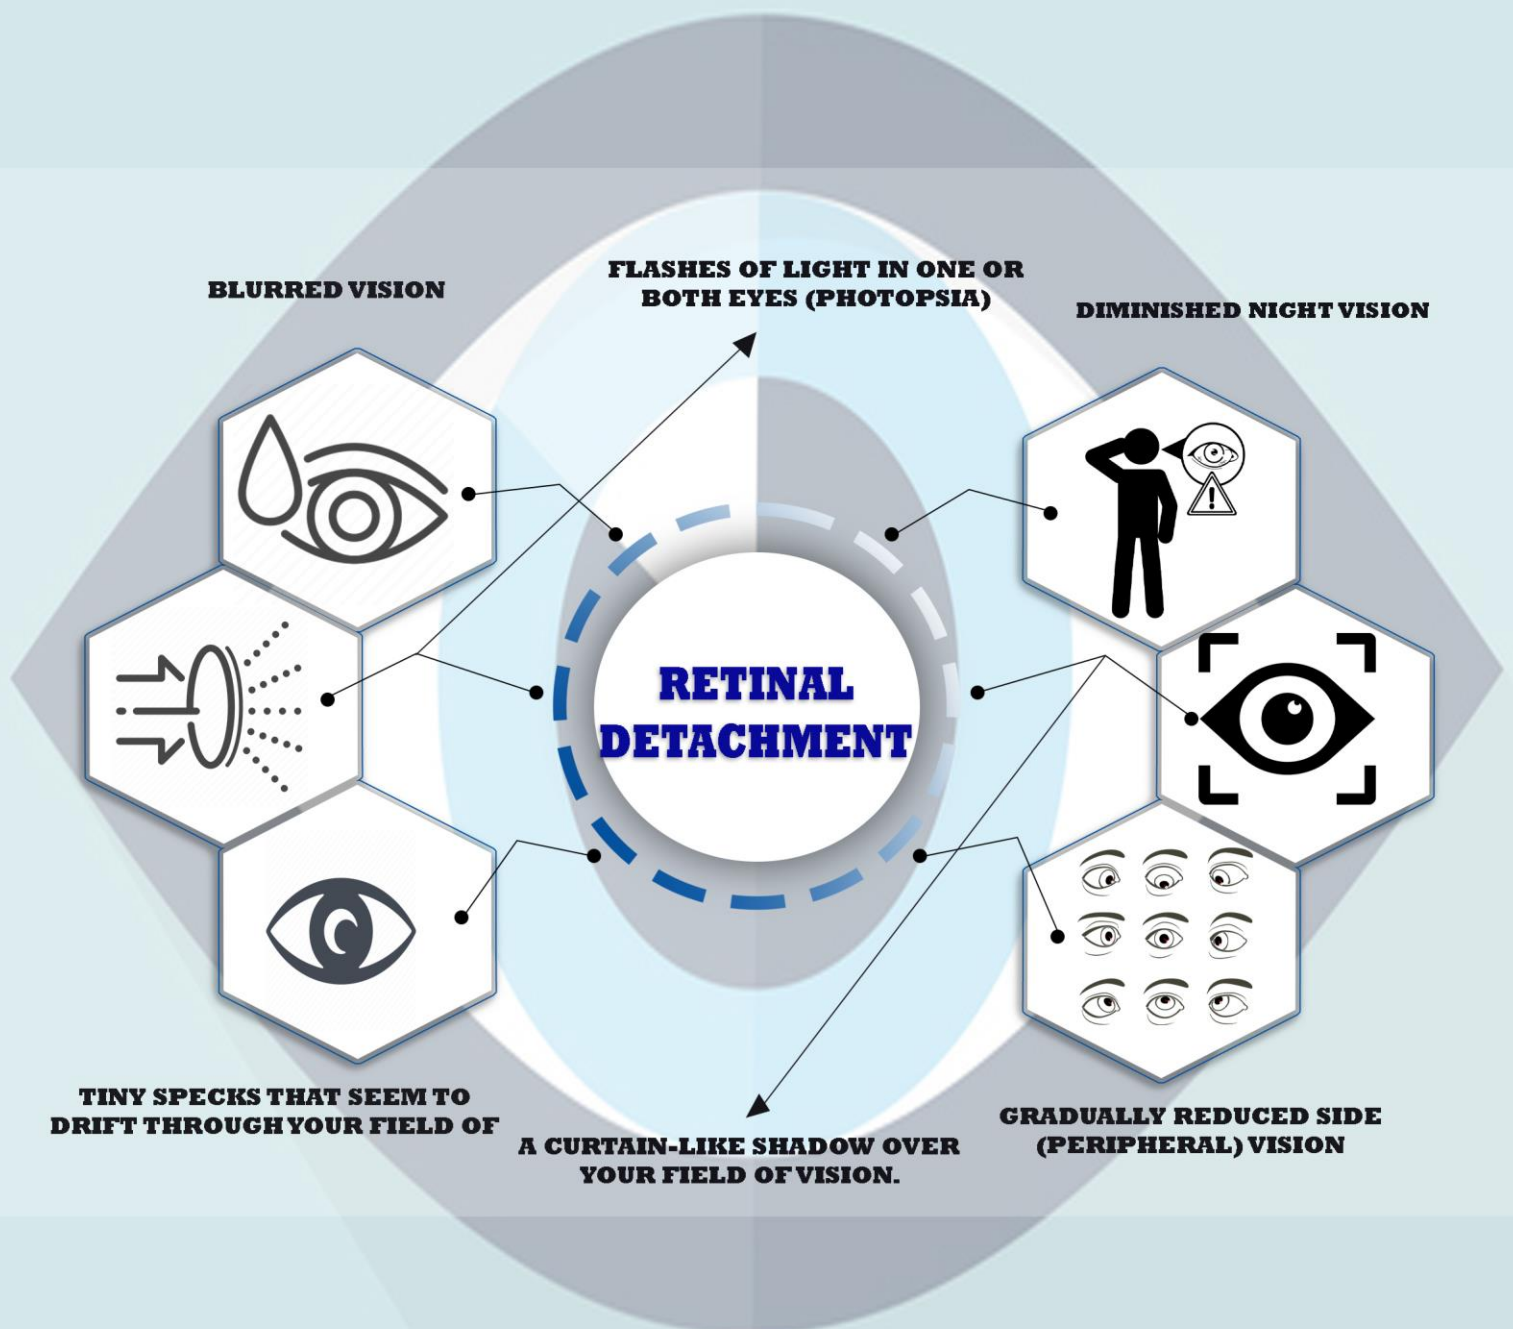 BLURRED VISION
FLASHES OF LIGHT IN ONE OR
BOTH EYES (PHOTOPSIA)
DIMINISHED NIGHT VISION
RETINAL
DETACHMENT
TINY SPECKS THAT SEEM TO
DRIFT THROUGH YOUR FIELD OF
A CURTAIN-LIKE SHADOW OVER
YOUR FIELD OF VISION.
GRADUALLY REDUCED SIDE
(PERIPHERAL) VISION